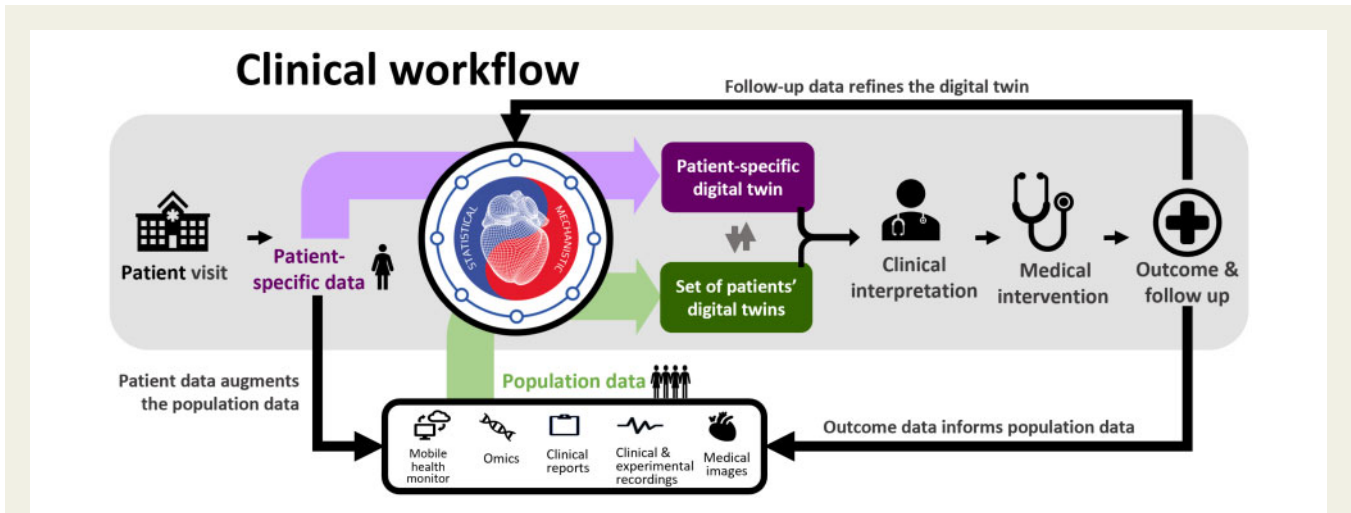 Clinical workflow
Follow-up data refines the digital twin
Patient visit
Patient-
specific data
STATISTICAL
MECHANISTIC
Patient-specific
digital twin
Set of patients’
digital twins
Clinical
interpretation
Medical
intervention
Outcome &
follow up
Patient data augments
the population data
Population data
Outcome data informs population data
Mobile
health
monitor
Omics
Clinical
reports
Clinical &
experimental
recordings
Medical
images